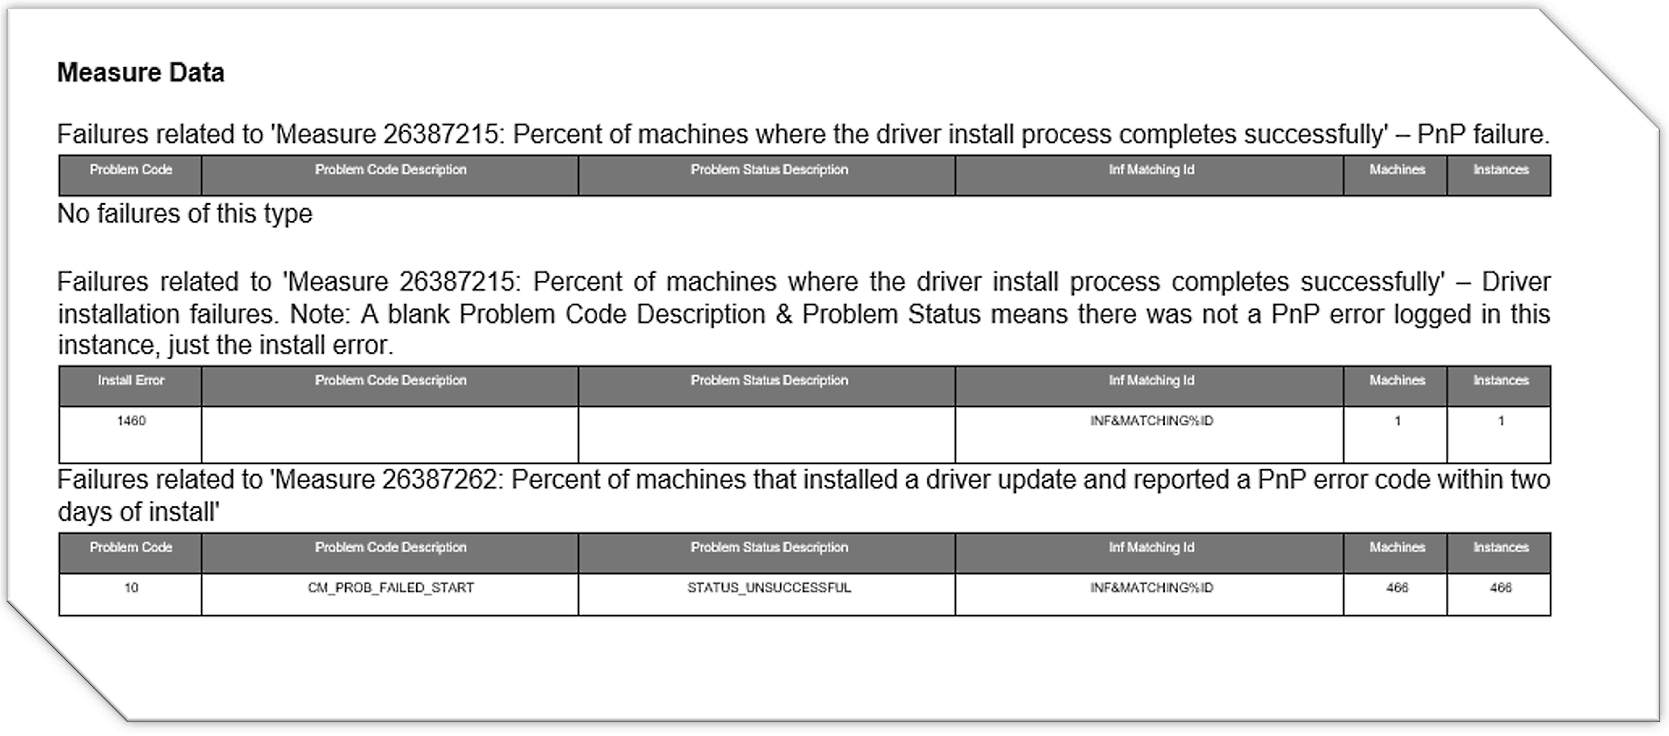 Measure Data
Failures related to 'Measure 26387215: Percent of machines where the driver install process completes successfully' – PnP failure.
Problem Code Problem Code Description Problem Status Description Inf Matching Id Machines Instances
No failures of this type
Failures related to 'Measure 26387215: Percent of machines where the driver install process completes successfully' – Driver
installation failures. Note: A blank Problem Code Description & Problem Status means there was not a PnP error logged in this
instance, just the install error.
Install Error Problem Code Description Problem Status Description Inf Matching Id Machines Instances
1460 INF&MATCHING%ID 1 1
Failures related to 'Measure 26387262: Percent of machines that installed a driver update and reported a PnP error code within two
days of install'
Problem Code Problem Code Description Problem Status Description Inf Matching Id Machines Instances
10 CM_PROB_FAILED_START STATUS_UNSUCCESSFUL INF&MATCHING%ID 466 466